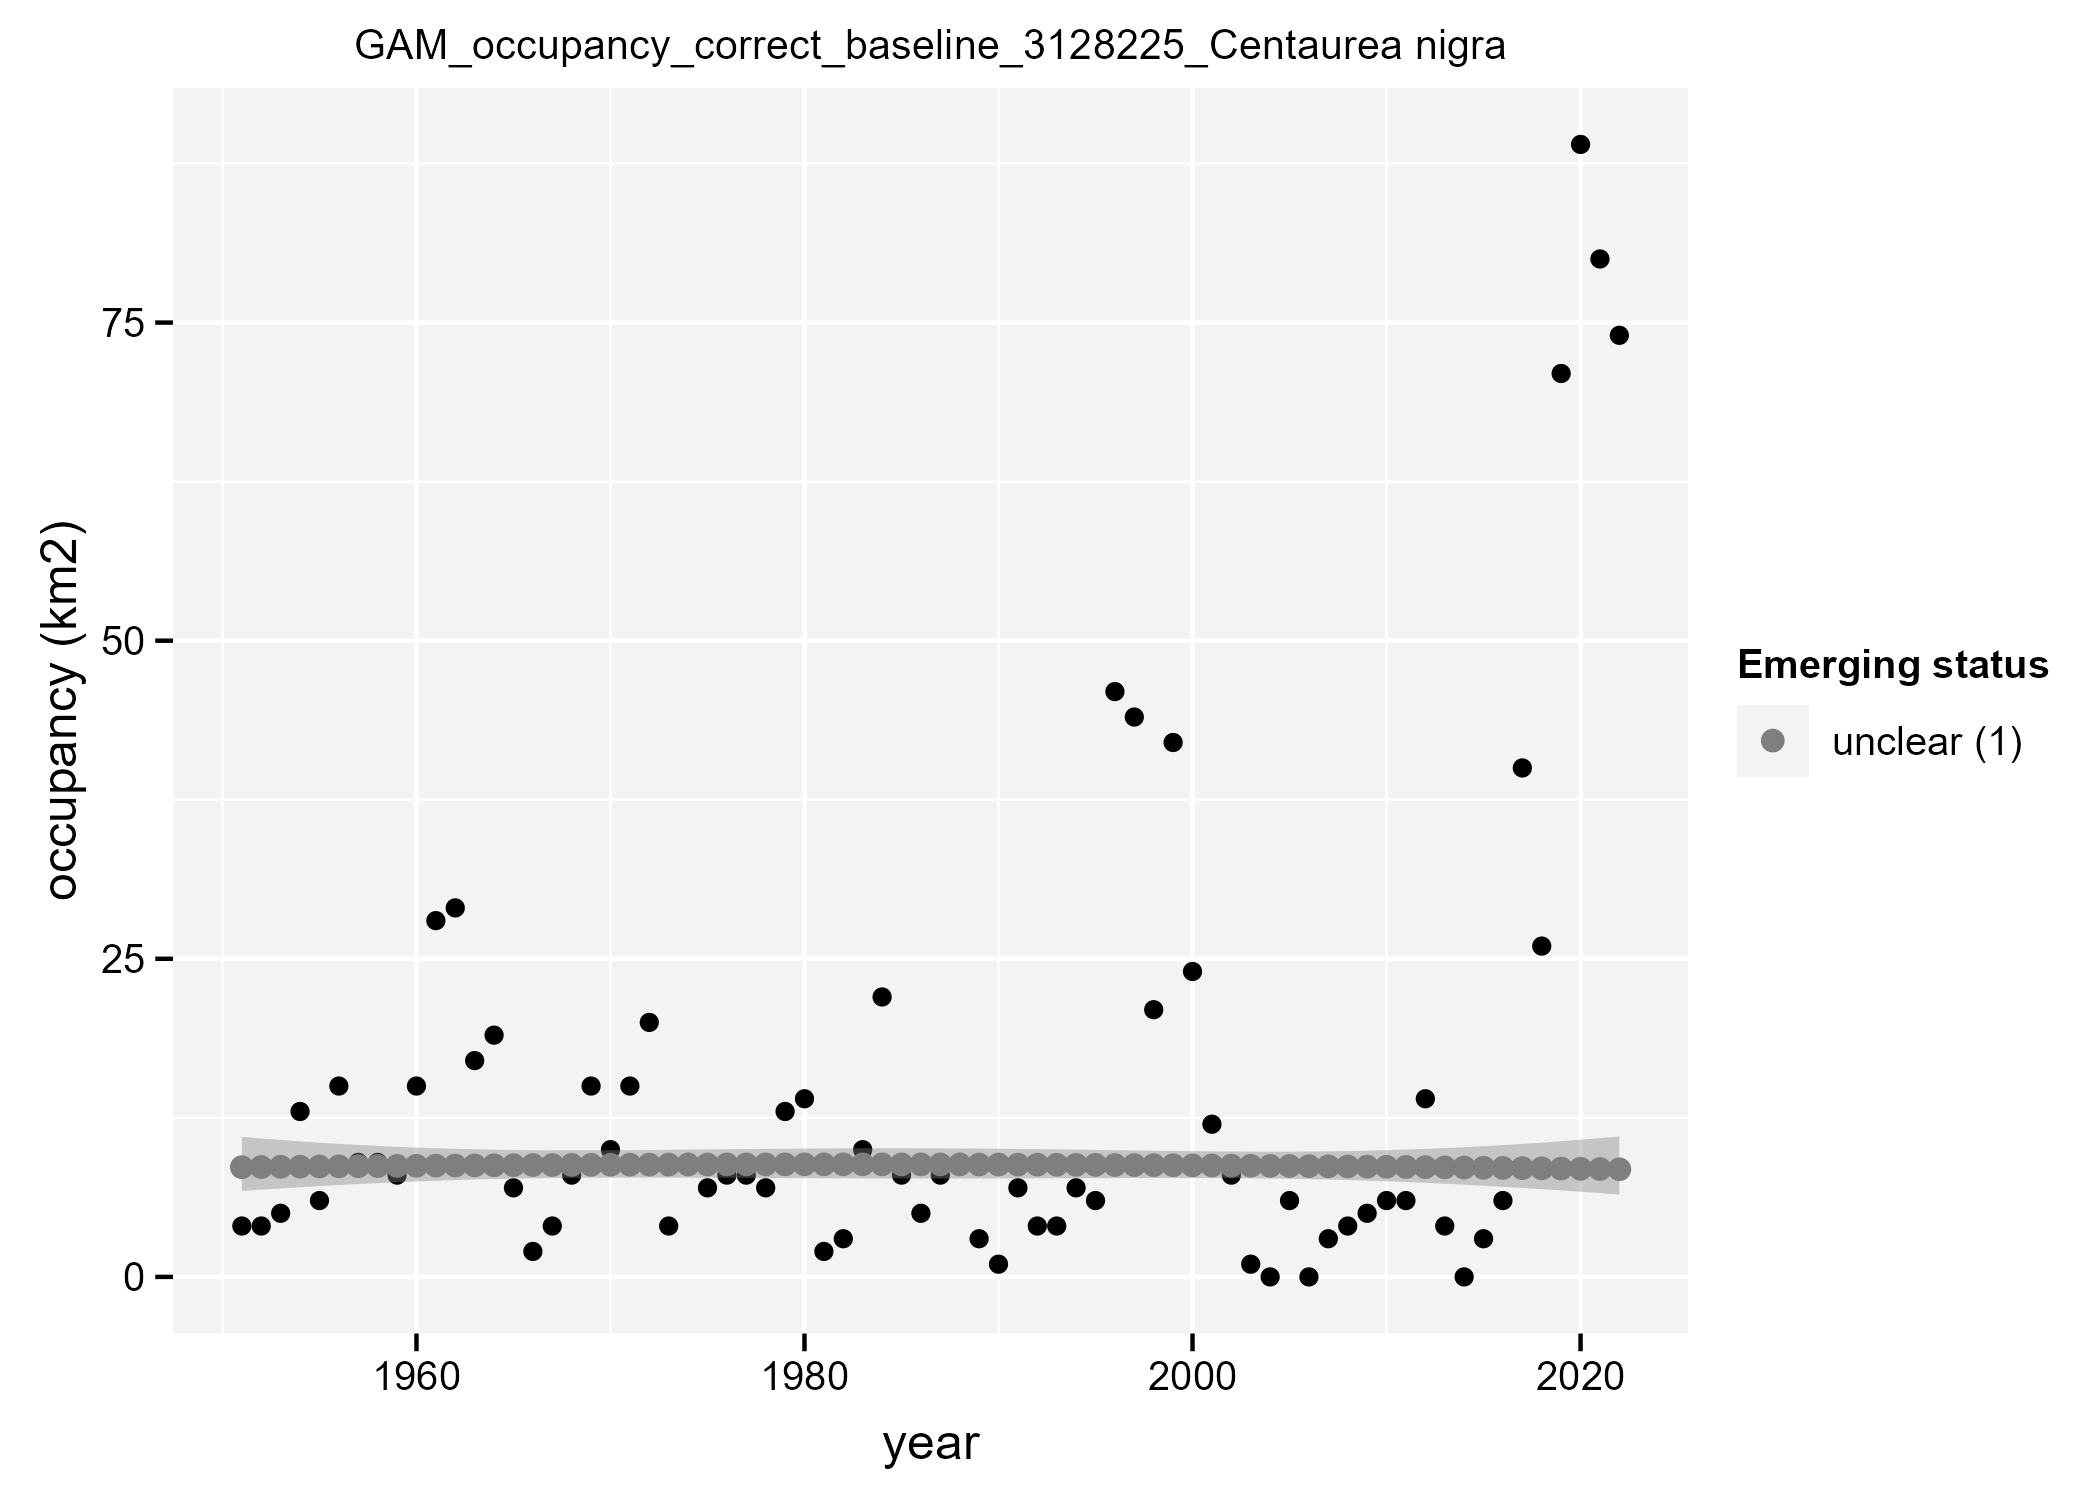 GAM_occupancy_correct_baseline_3128225_Centaurea nigra
occupancy (km2)
75
50
25
0
1960
1980
2000
2020
year
Emerging status
unclear (1)